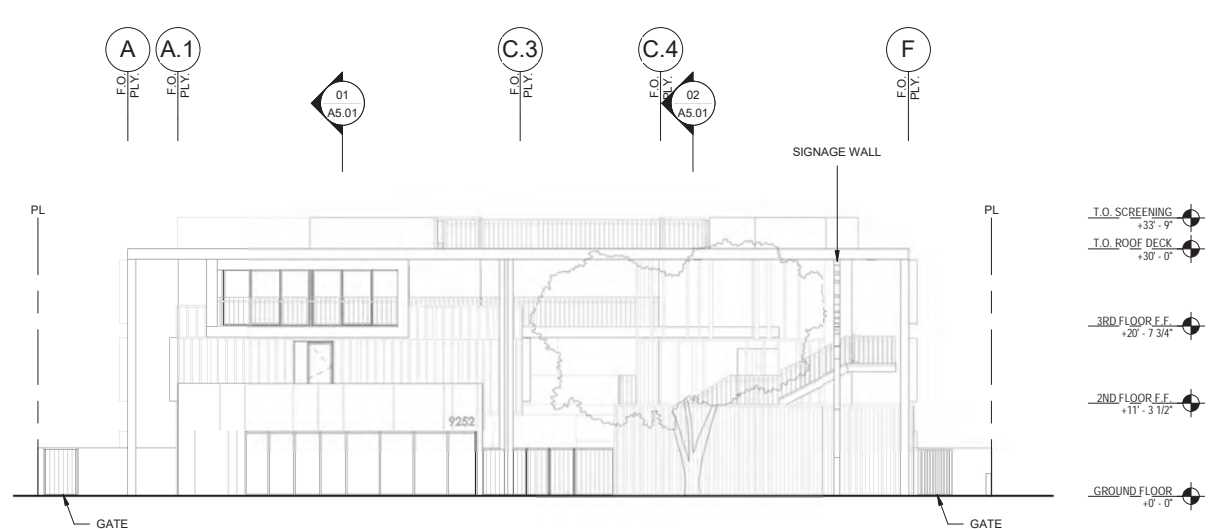 A
A.1
C.3
C.4
F
F.O.
PLY.
F.O.
PLY.
F.O.
PLY.
F.O.
PLY.
F.O.
PLY.
01
A5.01
02
A5.01
SIGNAGE WALL
PL
PL
T.O. SCREENING
+33' - 9"
T.O. ROOF DECK
+30' - 0"
3RD FLOOR F.F.
+20' - 7 3/4"
2ND FLOOR F.F.
+11' - 3 1/2"
9252
GROUND FLOOR
+0' - 0"
GATE
GATE